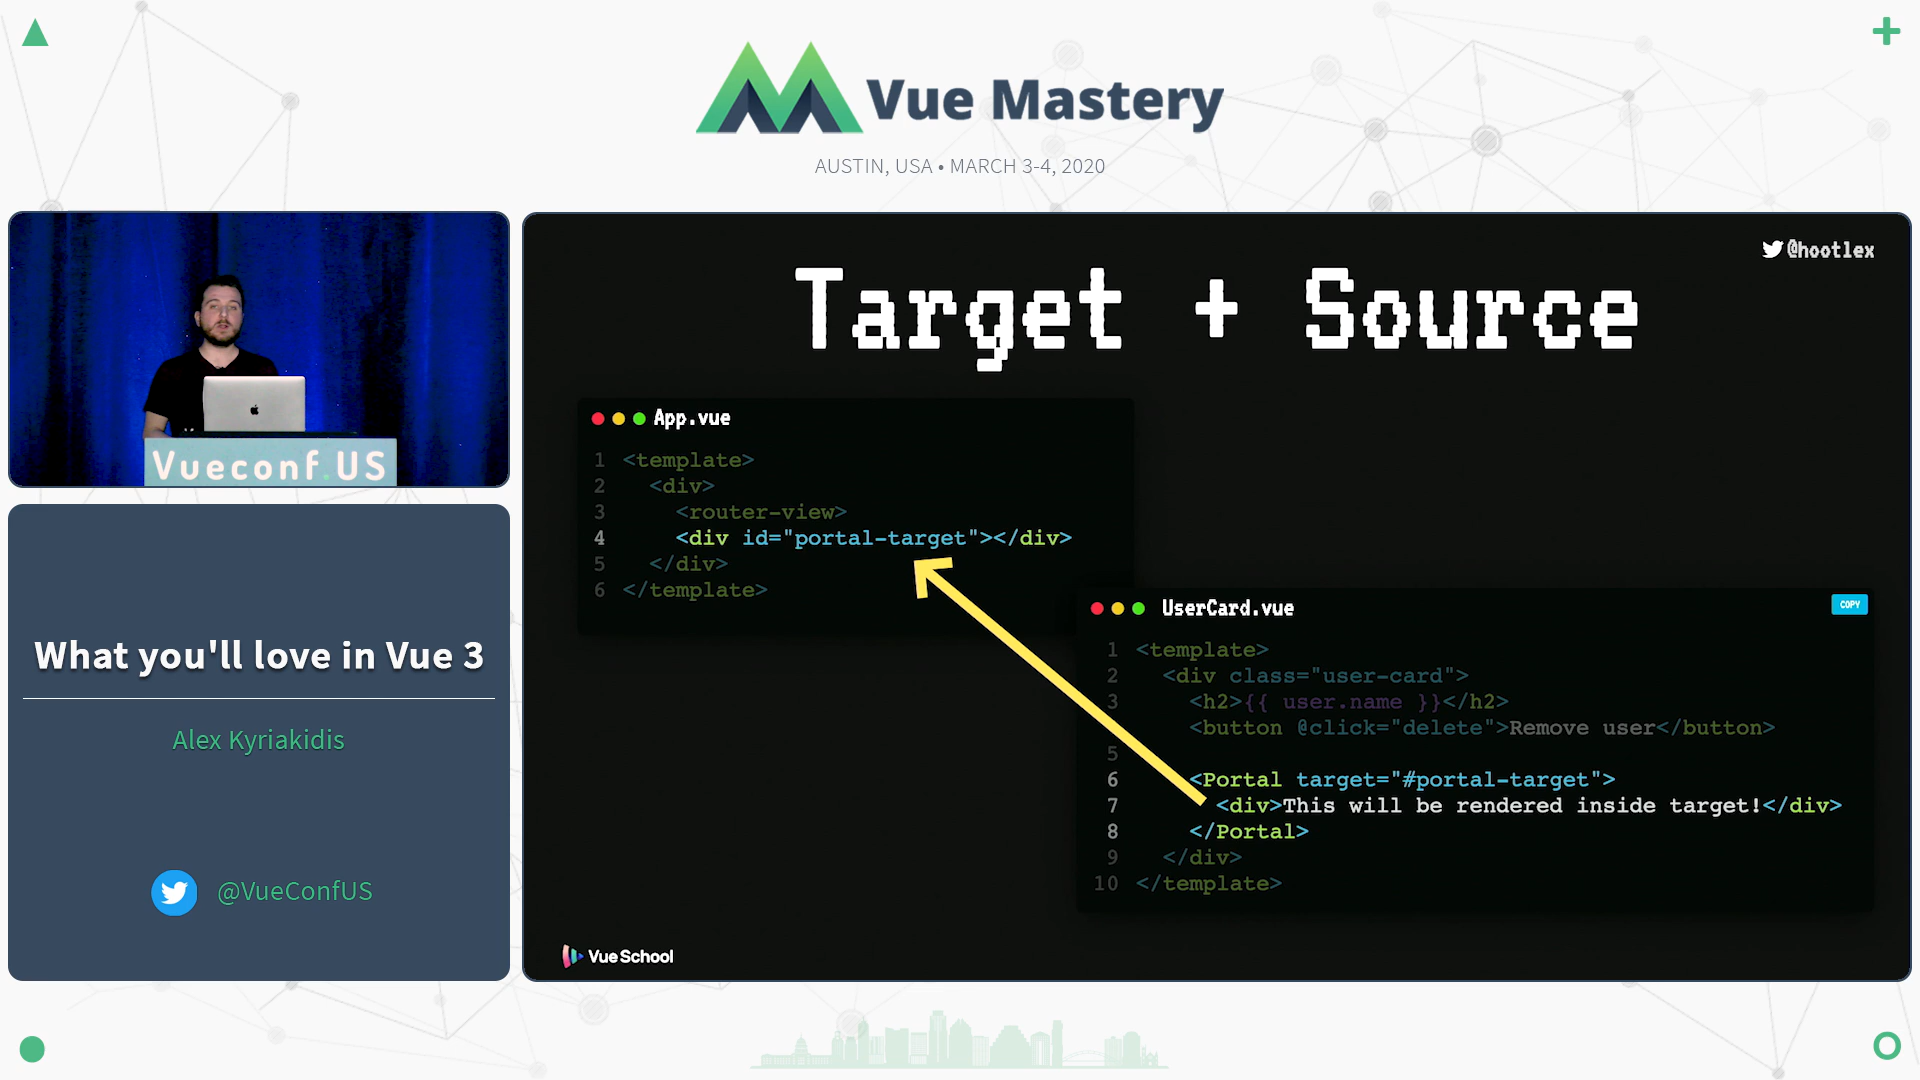 Vue Mastery
AUSTIN, USA • MARCH 3-4, 2020
Vueconf.US
What you'll love in Vue 3
Alex Kyriakidis
@VueConfUS
@hootlex
Target + Source
App.vue
1 <template>
2 <div>
3 <router-view>
4 <div id="portal-target"></div>
5 </div>
6 </template>
UserCard.vue
COPY
1 <template>
2 <div class="user-card">
3 <h2>{{ user.name }}</h2>
<button @click="delete">Remove user</button>
5
6 <Portal target="#portal-target">
7 <div>This will be rendered inside target!</div>
8 </Portal>
9 </div>
10 </template>
Vue School